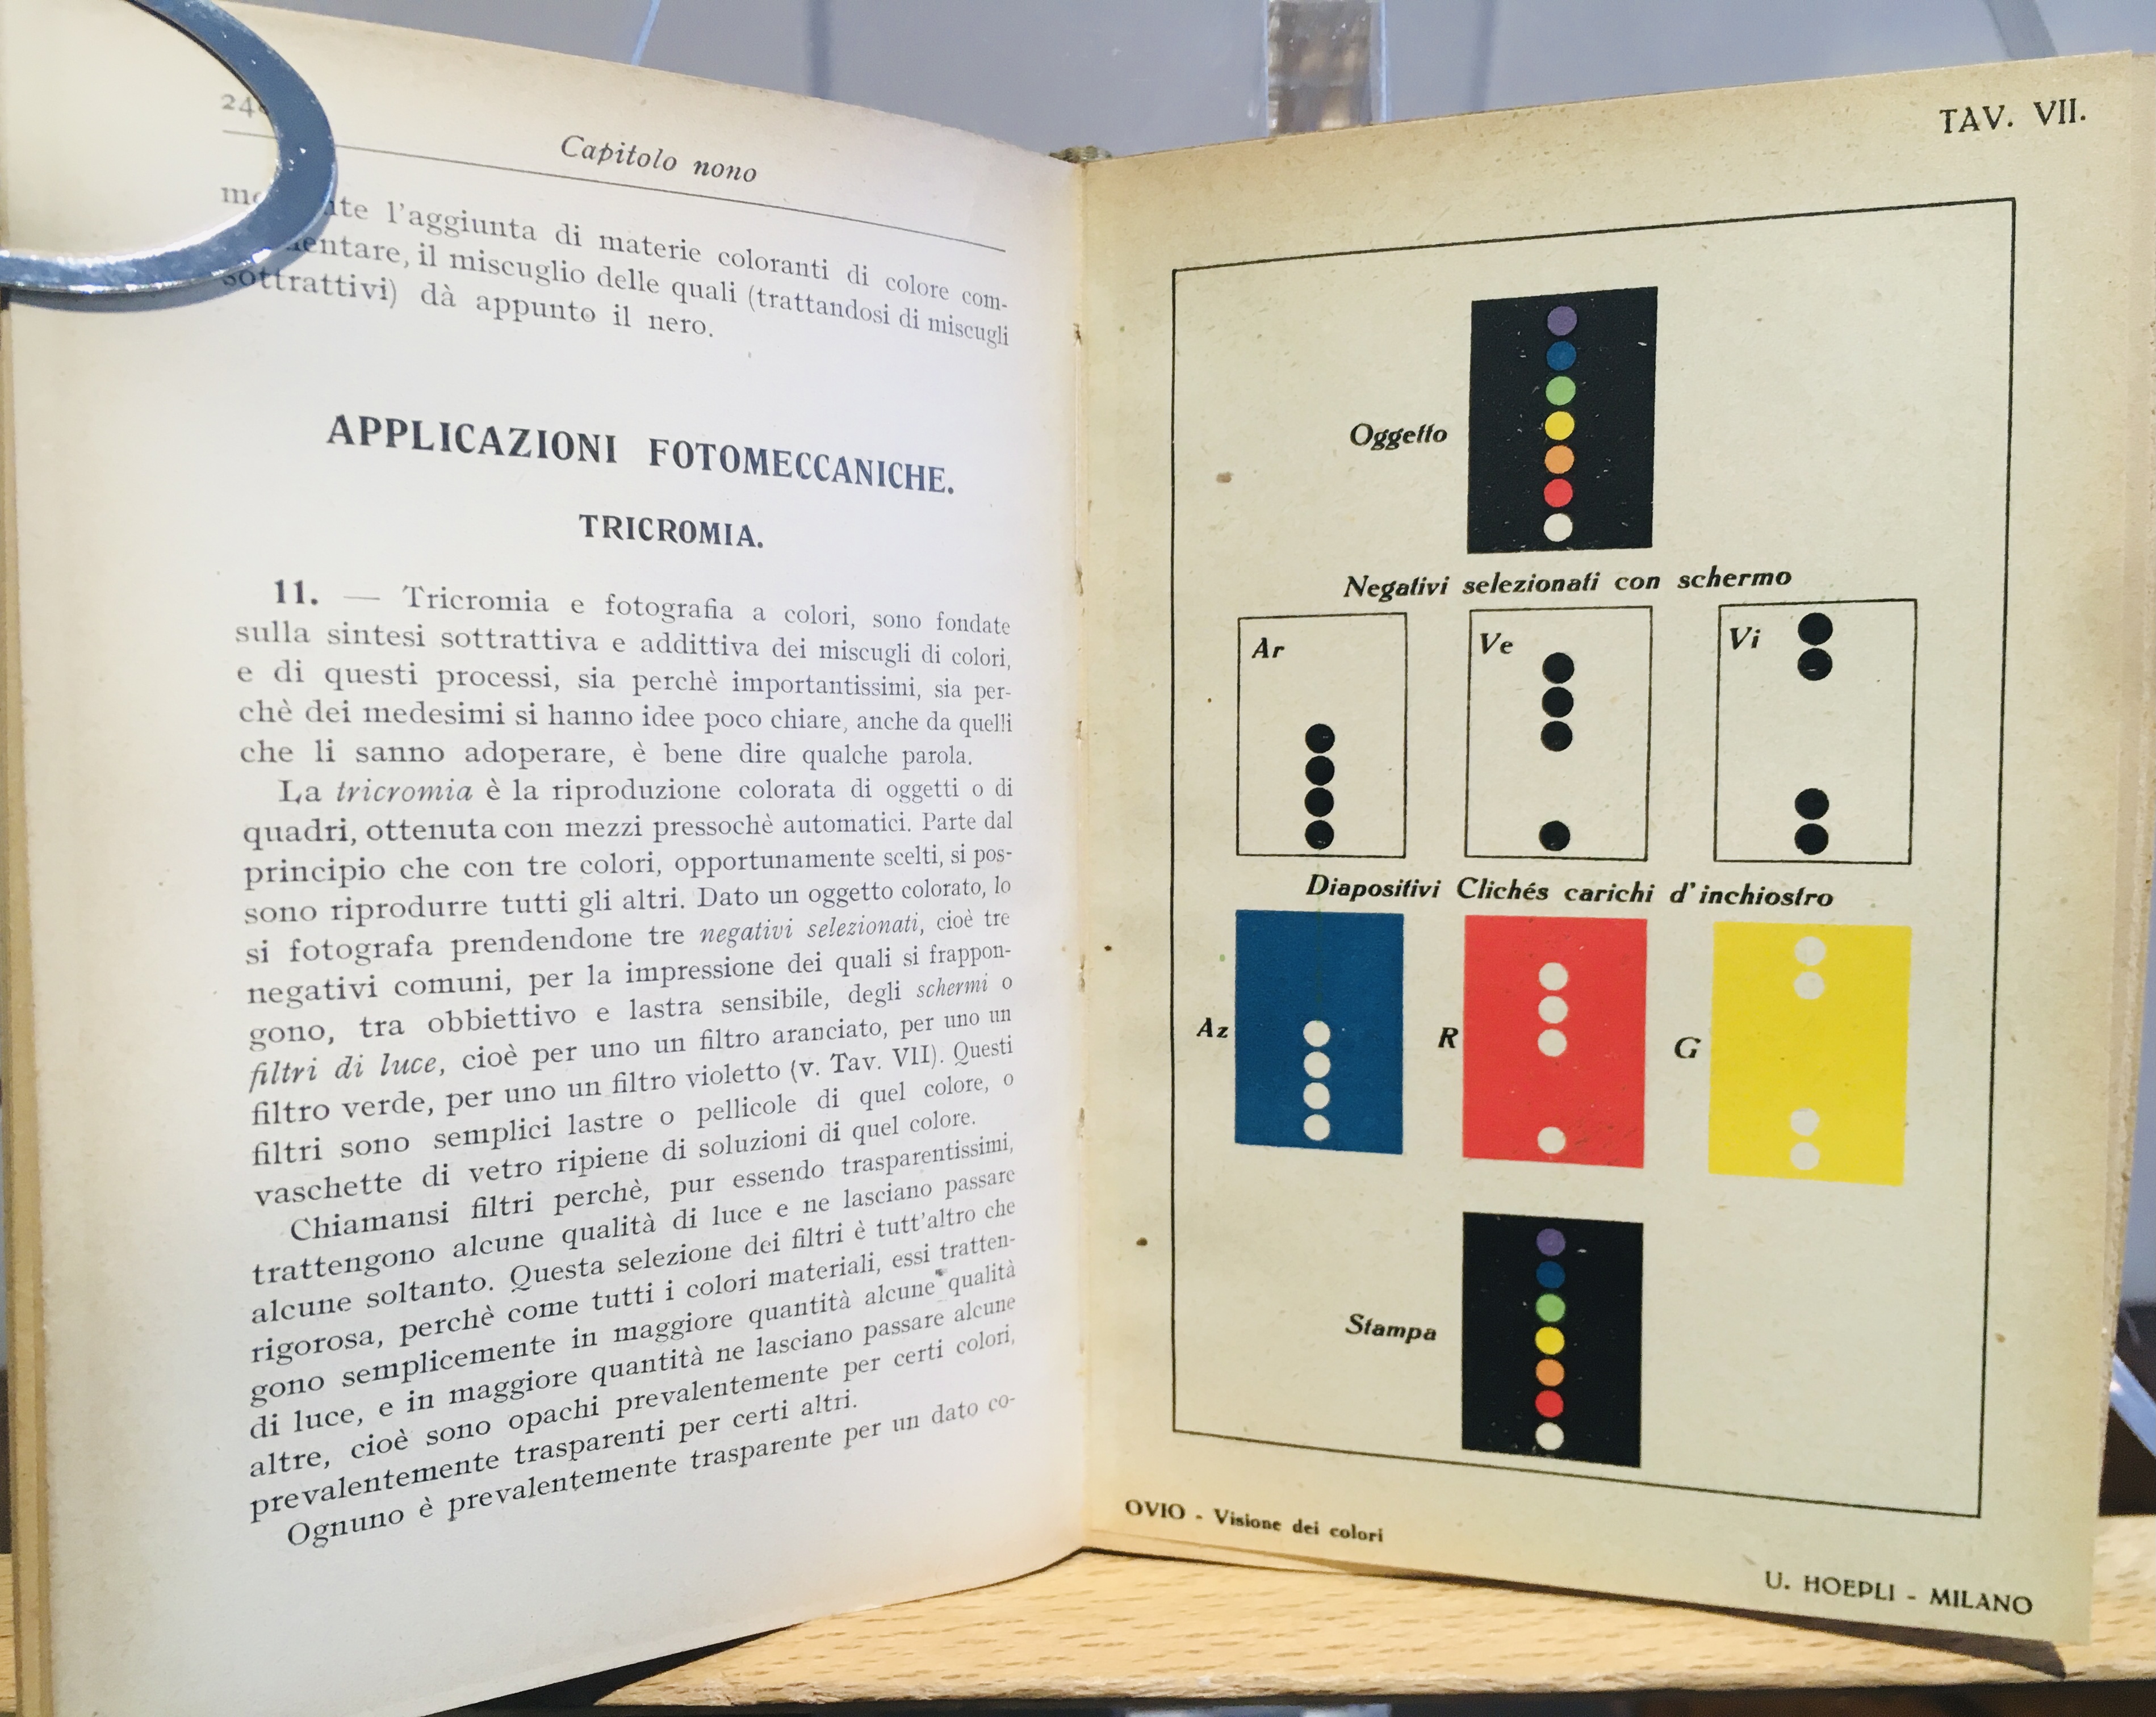 Capitolo nono
l'aggiunta di materie coloranti di colore com-
il miscuglio delle quali (trattandosi di miscugli
sottrattivi) dà appunto il nero.
APPLICAZIONI FOTOMECCANICHE.
TRICROMIA.
11. — Tricromia e fotografia a colori, sono fondate
sulla sintesi sottrattiva e addittiva dei miscugli di colori,
e di questi processi, sia perchè importantissimi, sia per-
chè dei medesimi si hanno idee poco chiare, anche da quelli
che li sanno adoperare, è bene dire qualche parola.
La tricromia è la riproduzione colorata di oggetti o di
quadri, ottenuta con mezzi pressochè automatici. Parte dal
principio che con tre colori, opportunamente scelti, si pos-
sono riprodurre tutti gli altri. Dato un oggetto colorato, lo
si fotografa prendendone tre negativi selezionati, cioè tre
negativi comuni, per la impressione dei quali si frappon-
gono, tra obbiettivo e lastra sensibile, degli schermi o
filtri di luce, cioè per uno un filtro aranciato, per uno un
filtro verde, per uno un filtro violetto (v. Tav. VII). Questi
filtri sono semplici lastre o pellicole di quel colore, o
vaschette di vetro ripiene di soluzioni di quel colore.
Chiamansi filtri perchè, pur essendo trasparentissimi,
trattengono alcune qualità di luce e ne lasciano passare
alcune soltanto. Questa selezione dei filtri è tutt'altro che
rigorosa, perchè come tutti i colori materiali, essi tratten-
gono semplicemente in maggiore quantità alcune qualità
di luce, e in maggiore quantità ne lasciano passare alcune
altre, cioè sono opachi prevalentemente per certi colori,
prevalentemente trasparenti per certi altri.
Ognuno è prevalentemente trasparente per un dato co-
TAV. VII.
Oggetto
Negativi selezionati con schermo
Ar
Ve
Vi
Diapositivi Clichés carichi d'inchiostro
Az
R
G
Stampa
OVIO - Visione dei colori
U. HOEPLI - MILANO